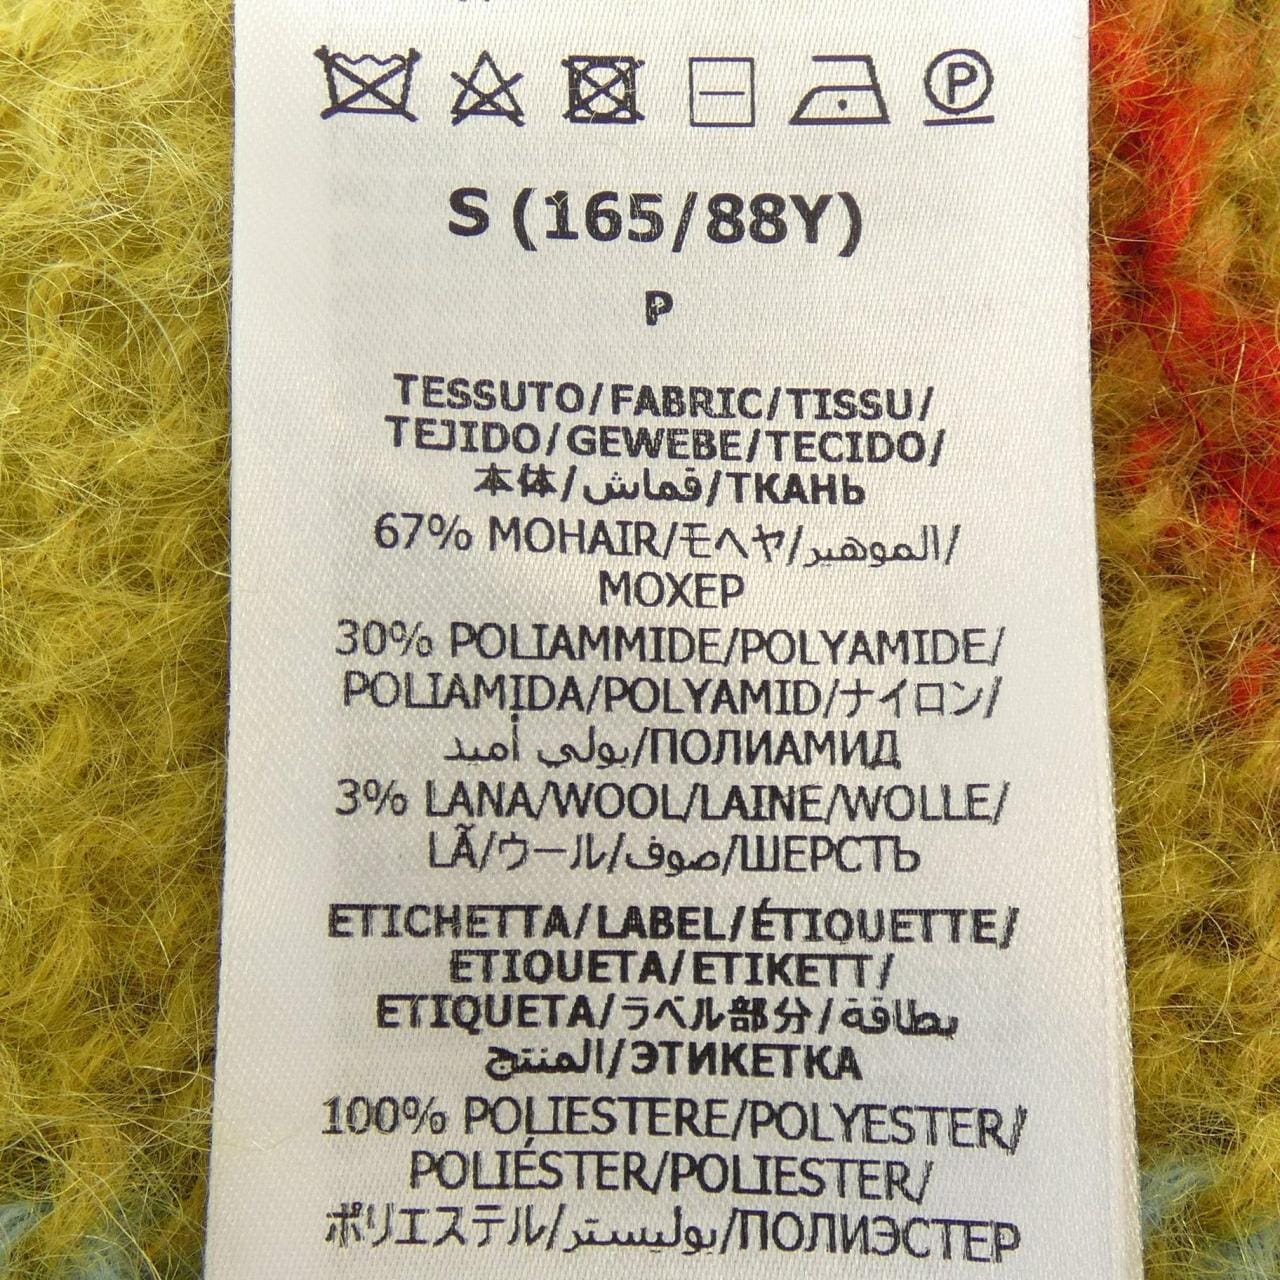 S (165/88Y)
P
TESSUTO/FABRIC/TISSU/
TEJIDO/GEWEBE/TECIDO/
本体/قماش/ТКАНЬ
67% MOHAIR/モヘヤ/الموهير/
МОХЕР
30% POLIAMMIDE/POLYAMIDE/
POLIAMIDA/POLYAMID/ナイロン/
بولي أميد/ПОЛИАМИД
3% LANA/WOOL/LAINE/WOLLE/
LÃ/ウール/صوف/ШЕРСТЬ
ETICHETTA/LABEL/ÉTIQUETTE/
ETIQUETA/ETIKETT/
ETIQUETA/ラベル部分/بطاقة
المنتج/ЭТИКЕТКА
100% POLIESTERE/POLYESTER/
POLIÉSTER/POLIESTER/
ポリエステル/بوليستر/ПОЛИЭСТЕР